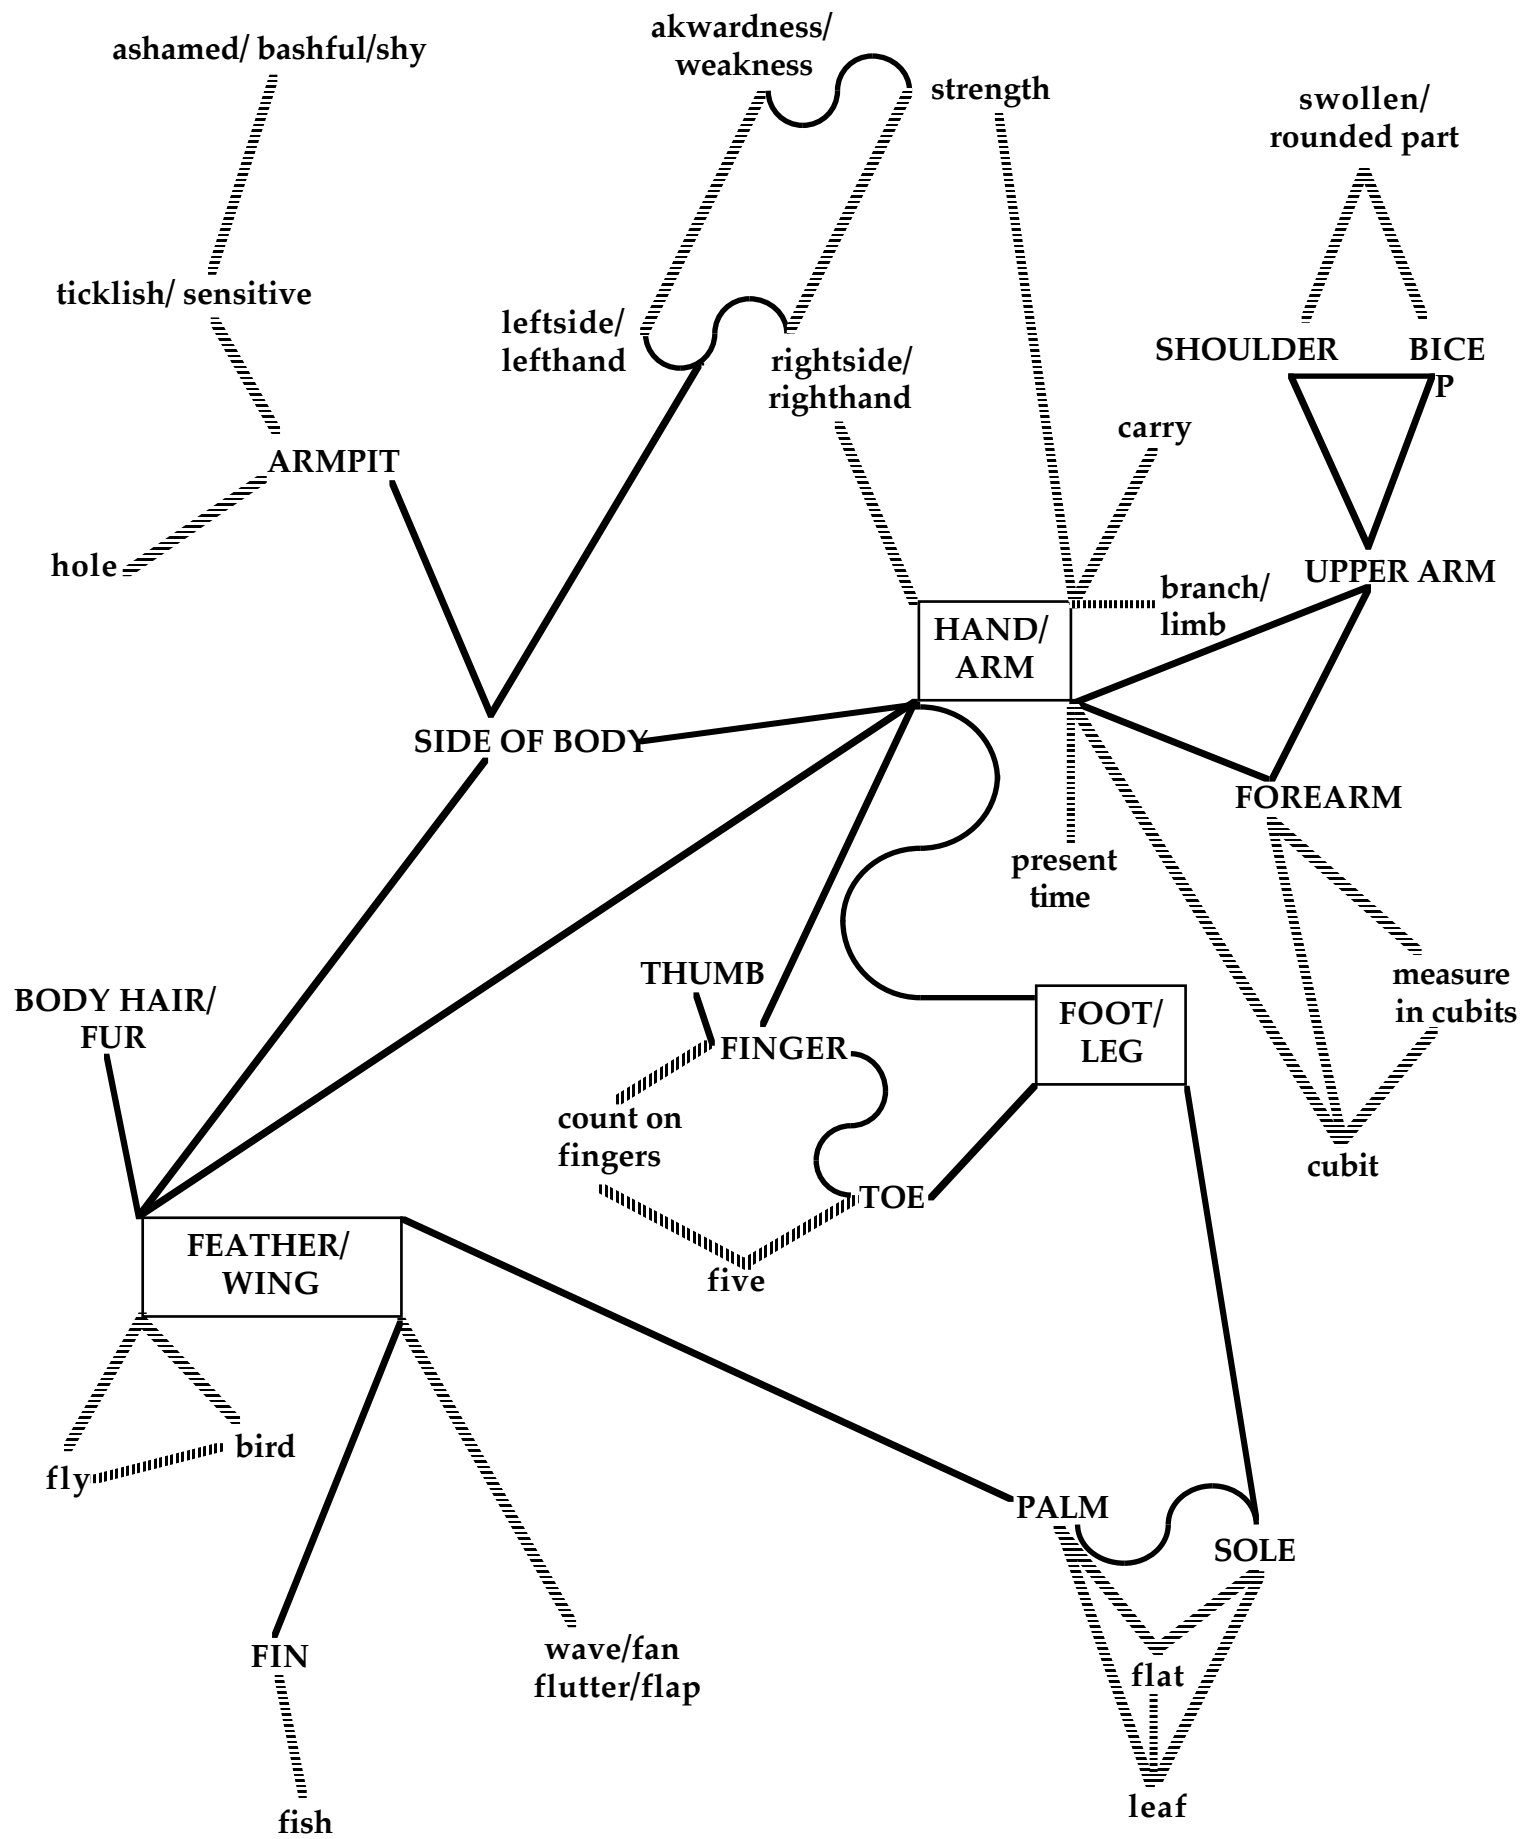 akwardness/
weakness
ashamed/ bashful/shy
strength
swollen/
rounded part
ticklish/ sensitive
leftside/
lefthand
rightside/
righthand
SHOULDER
BICE
P
carry
ARMPIT
hole
UPPER ARM
branch/
limb
HAND/
ARM
SIDE OF BODY
FOREARM
present
time
THUMB
measure
in cubits
BODY HAIR/
FUR
FOOT/
LEG
FINGER
count on
fingers
cubit
TOE
FEATHER/
WING
five
bird
fly
PALM
SOLE
FIN
wave/fan
flutter/flap
flat
leaf
fish